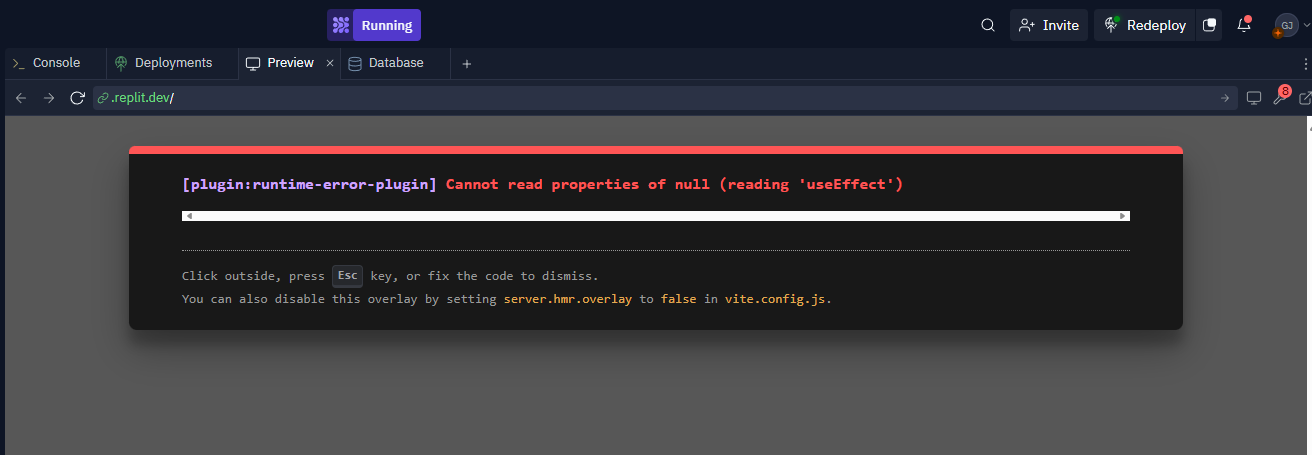 Running
Invite
Redeploy
GJ
Console
Deployments
Preview
Database
.replit.dev/
8
[plugin:runtime-error-plugin] Cannot read properties of null (reading 'useEffect')
Click outside, press Esc key, or fix the code to dismiss.
You can also disable this overlay by setting server.hmr.overlay to false in vite.config.js.